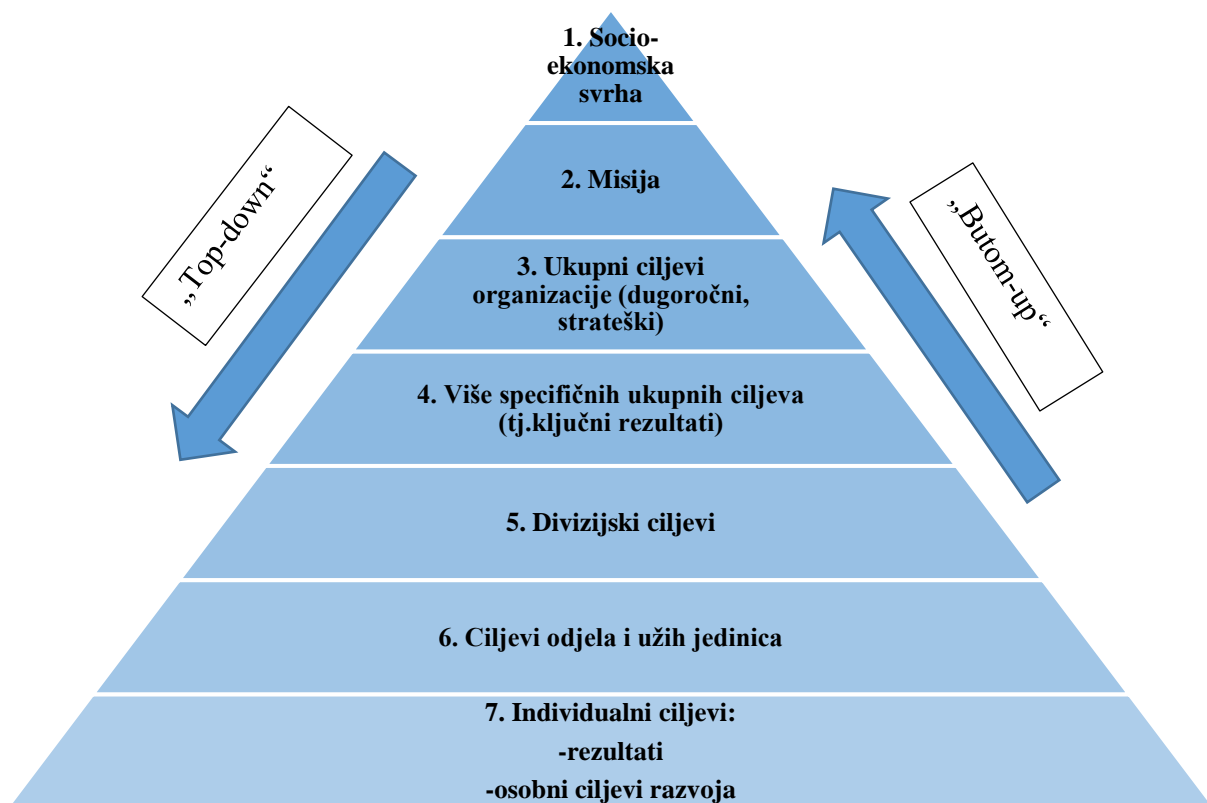 1. Socio-
ekonomska
svrha
2. Misija
„Top-down“
„Butom-up“
3. Ukupni ciljevi
organizacije (dugoročni,
strateški)
4. Više specifičnih ukupnih ciljeva
(tj.ključni rezultati)
5. Divizijski ciljevi
6. Ciljevi odjela i užih jedinica
7. Individualni ciljevi:
-rezultati
-osobni ciljevi razvoja